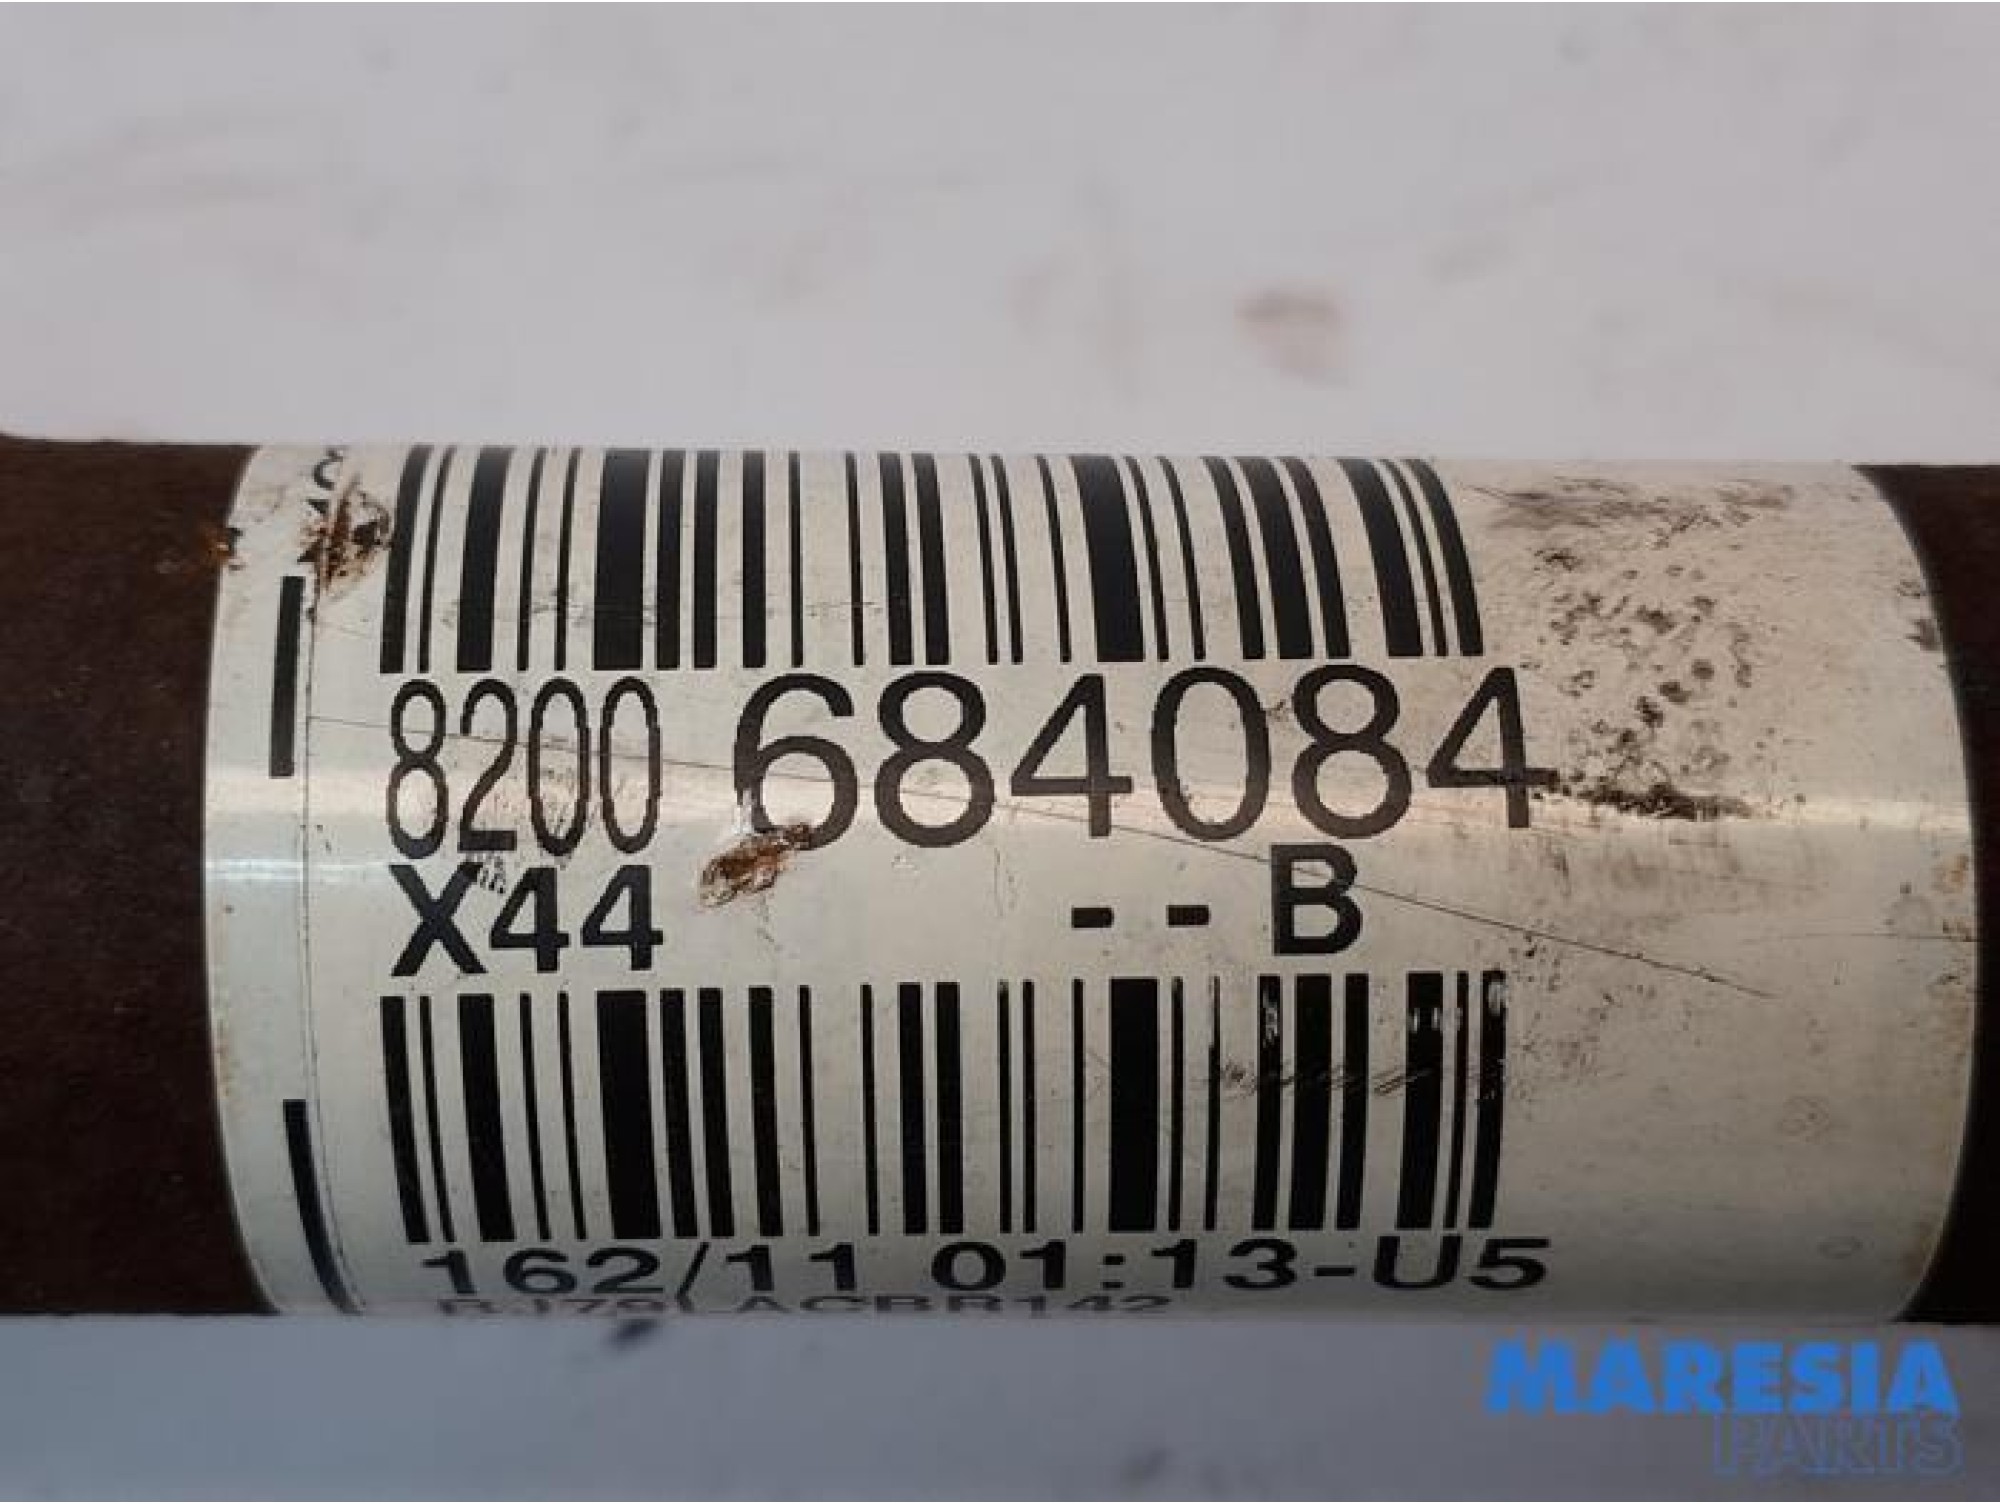 8200 684084
X44 --B
162/11 01:13-U5
MARESIA
PARTS